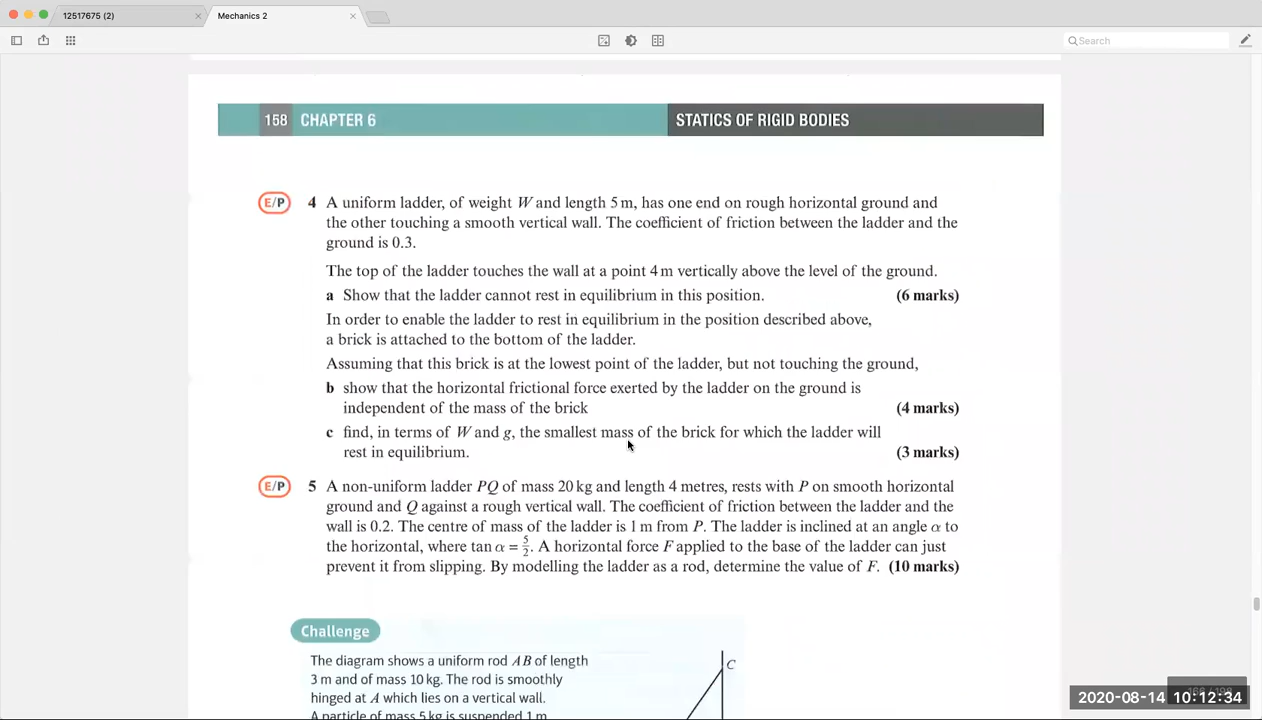 12517675 (2)
Mechanics 2
Search
158 CHAPTER 6 STATICS OF RIGID BODIES
E/P 4 A uniform ladder, of weight W and length 5 m, has one end on rough horizontal ground and
the other touching a smooth vertical wall. The coefficient of friction between the ladder and the
ground is 0.3.
The top of the ladder touches the wall at a point 4 m vertically above the level of the ground.
a Show that the ladder cannot rest in equilibrium in this position. (6 marks)
In order to enable the ladder to rest in equilibrium in the position described above,
a brick is attached to the bottom of the ladder.
Assuming that this brick is at the lowest point of the ladder, but not touching the ground,
b show that the horizontal frictional force exerted by the ladder on the ground is
independent of the mass of the brick (4 marks)
c find, in terms of W and g, the smallest mass of the brick for which the ladder will
rest in equilibrium. (3 marks)
E/P 5 A non-uniform ladder PQ of mass 20 kg and length 4 metres, rests with P on smooth horizontal
ground and Q against a rough vertical wall. The coefficient of friction between the ladder and the
wall is 0.2. The centre of mass of the ladder is 1 m from P. The ladder is inclined at an angle α to
the horizontal, where tan α = 5/2. A horizontal force F applied to the base of the ladder can just
prevent it from slipping. By modelling the ladder as a rod, determine the value of F. (10 marks)
Challenge
The diagram shows a uniform rod AB of length
3 m and of mass 10 kg. The rod is smoothly
hinged at A which lies on a vertical wall.
A particle of mass 5 kg is suspended 1 m
C
2020-08-14 10:12:34